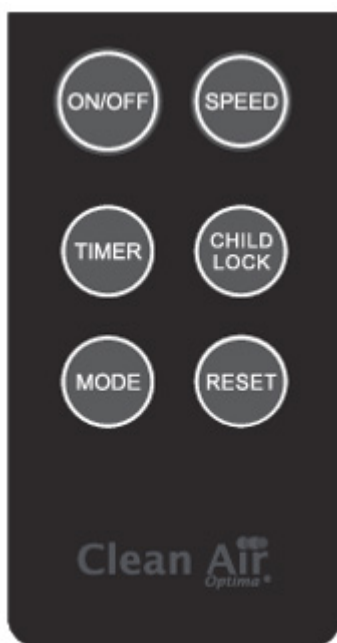 ON/OFF
SPEED
TIMER
CHILD
LOCK
MODE
RESET
Clean Air
Optima®